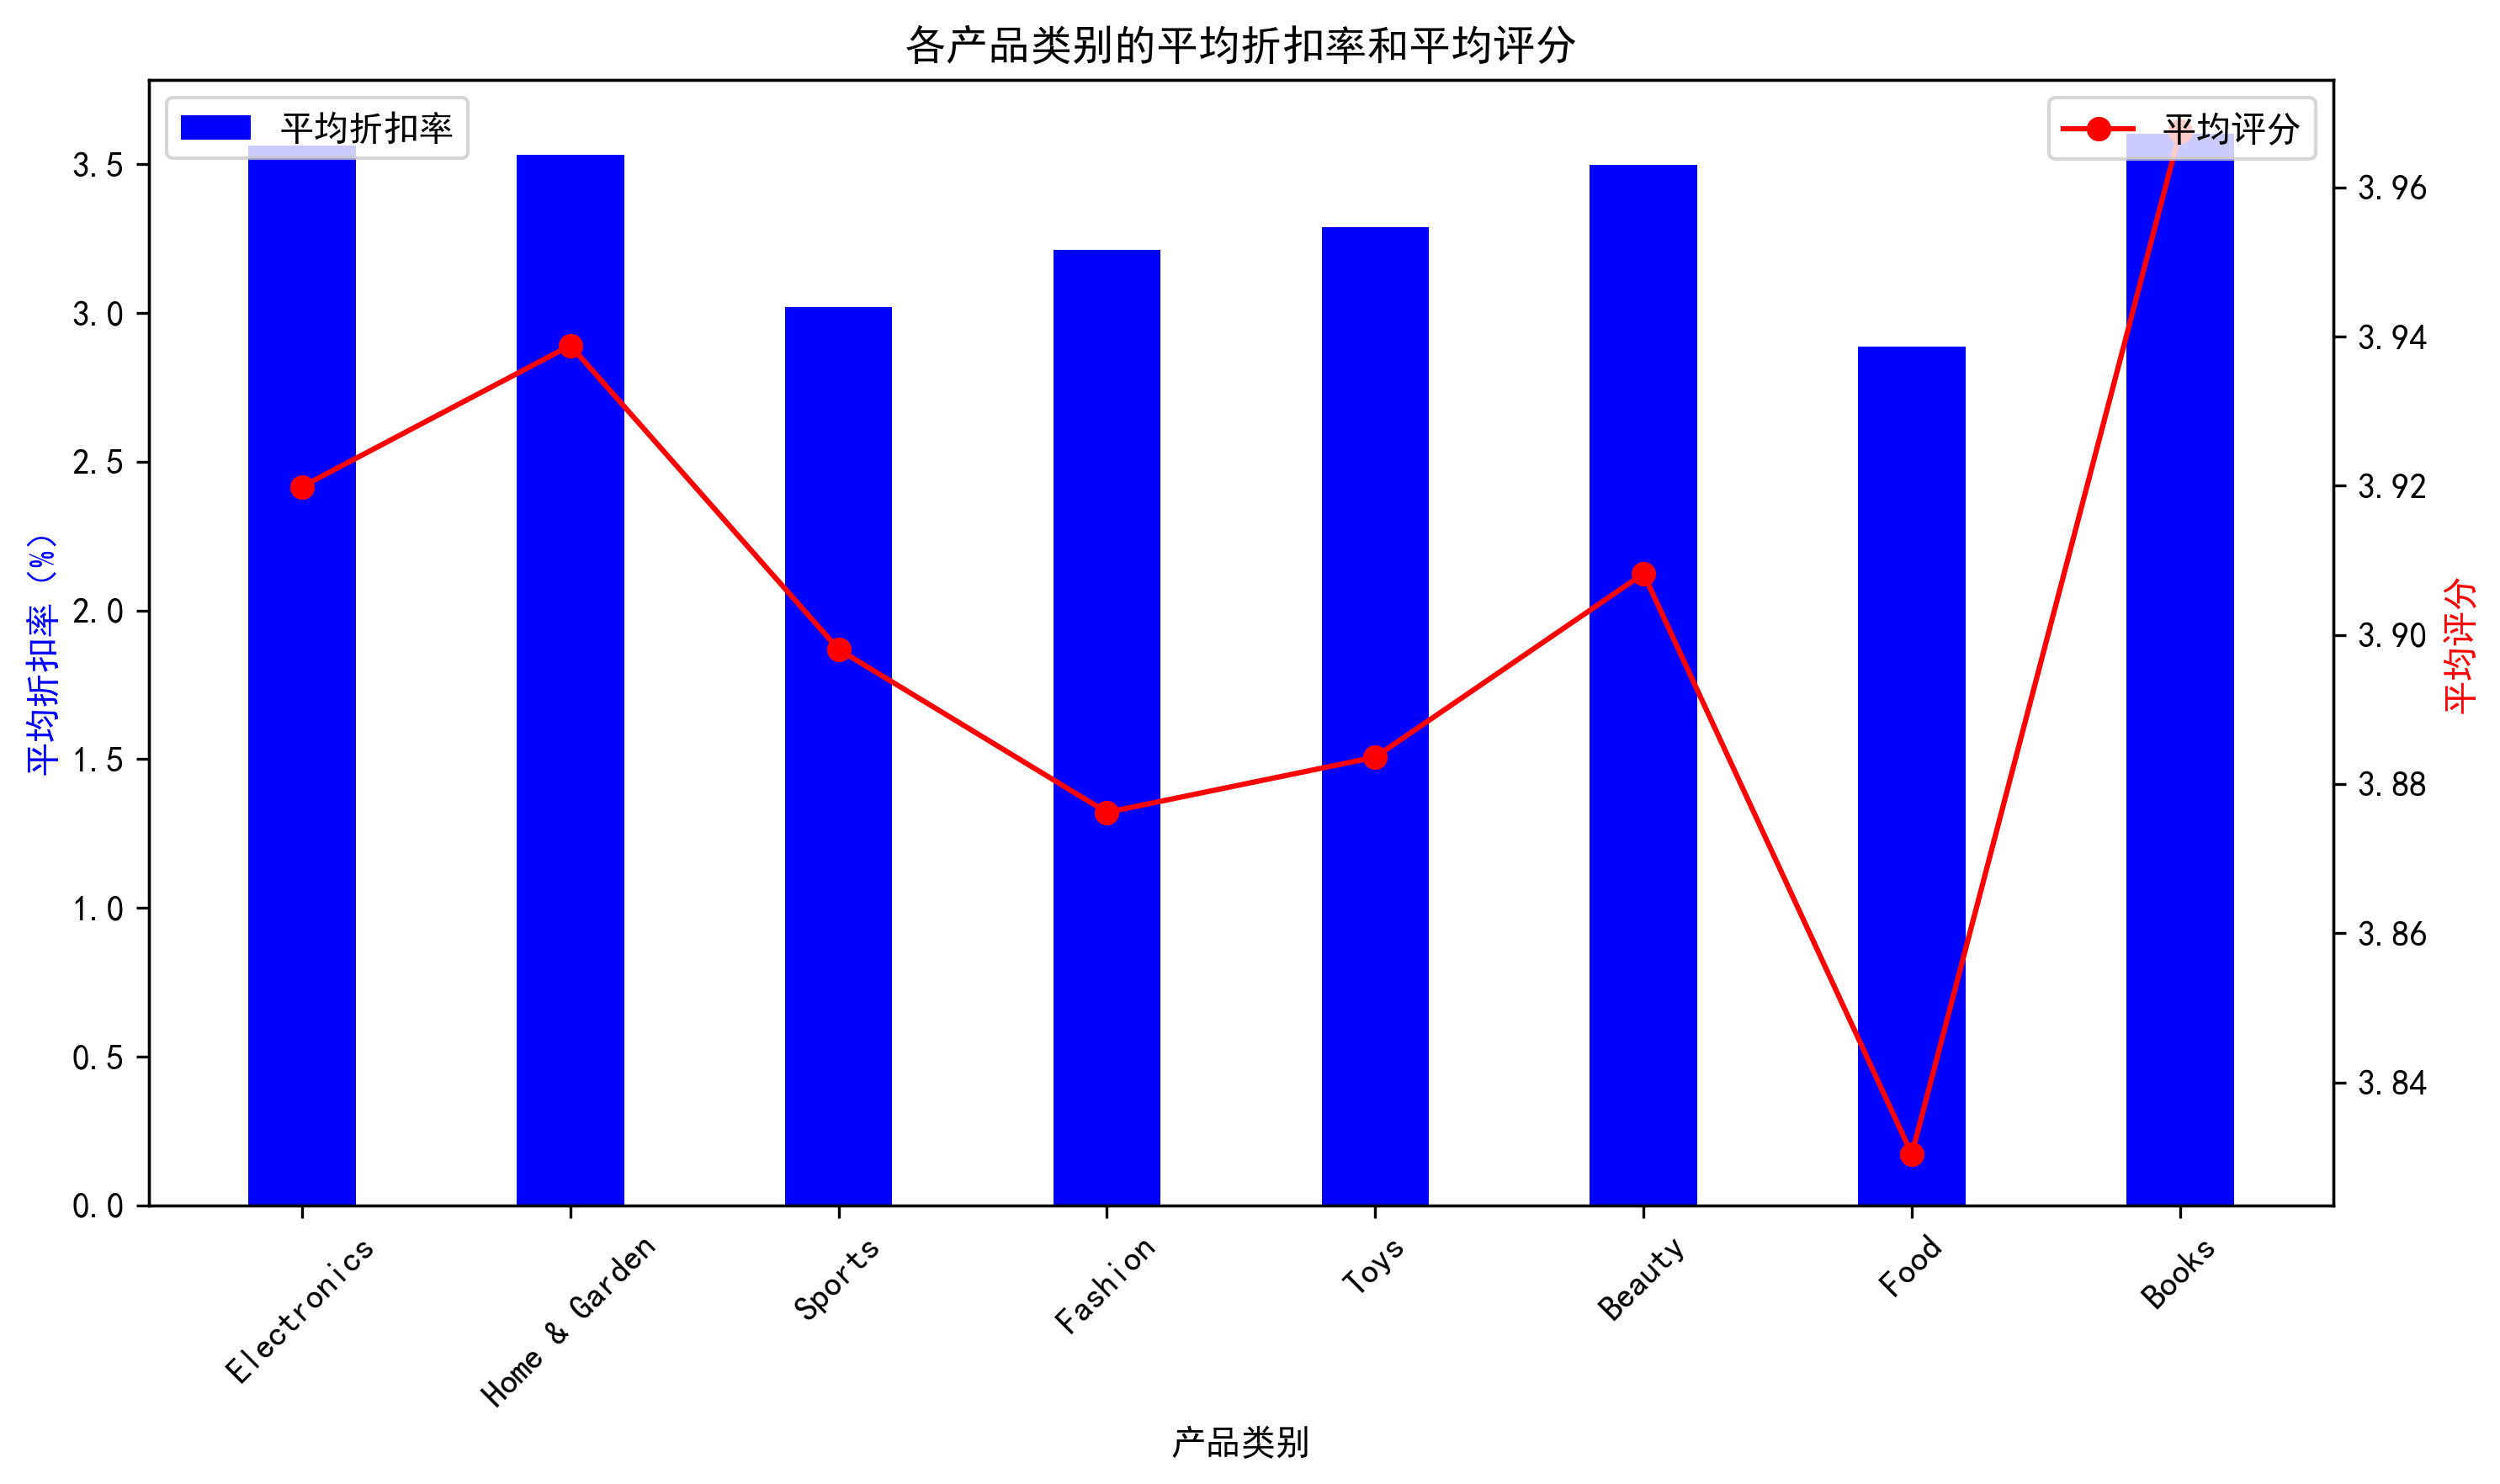 各产品类别的平均折扣率和平均评分
平均折扣率
平均评分
3.5
3.0
2.5
2.0
1.5
1.0
0.5
0.0
平均折扣率 (%)
3.96
3.94
3.92
3.90
3.88
3.86
3.84
平均评分
Electronics
Home & Garden
Sports
Fashion
Toys
Beauty
Food
Books
产品类别